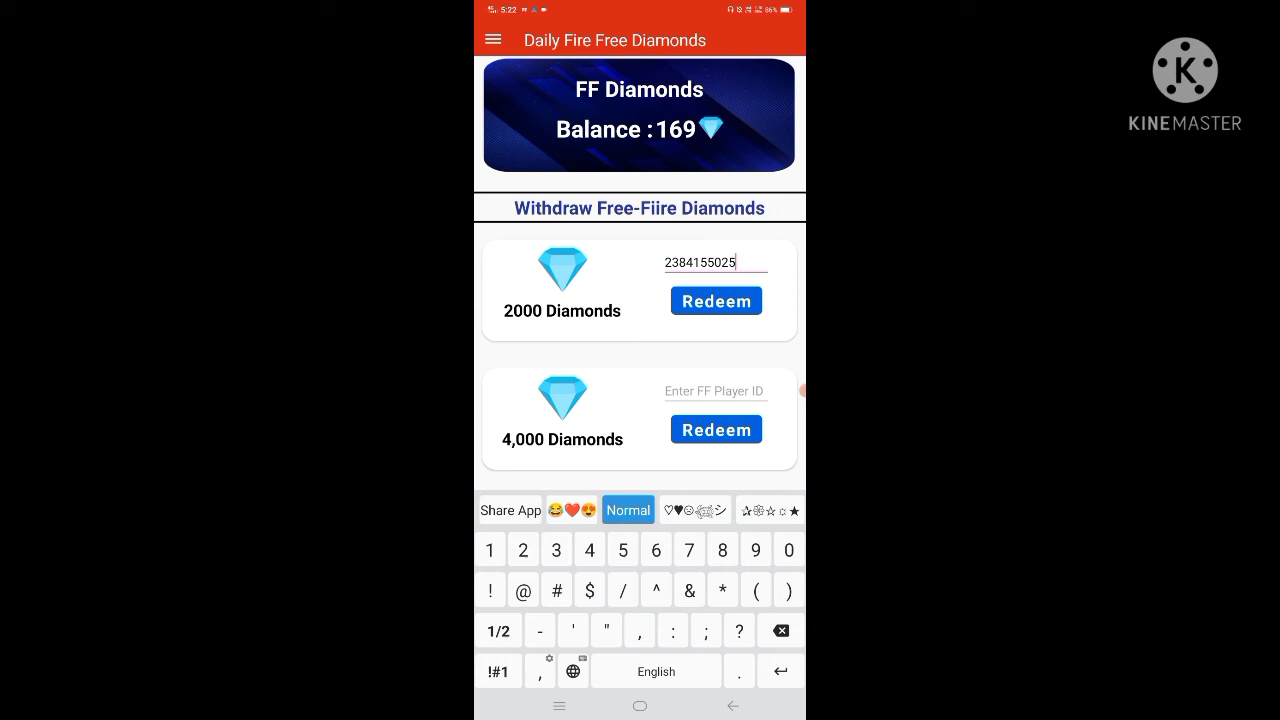 5:22
86%
Daily Fire Free Diamonds
FF Diamonds
Balance : 169
KINEMASTER
Withdraw Free-Fiire Diamonds
2384155025
Redeem
2000 Diamonds
Enter FF Player ID
Redeem
4,000 Diamonds
Share App 😂❤️😍 Normal ♡♥☹ シ ✰☆☼★
1 2 3 4 5 6 7 8 9 0
! @ # $ / ^ & * ( )
1/2 - ' " , : ; ?
!#1 , English .